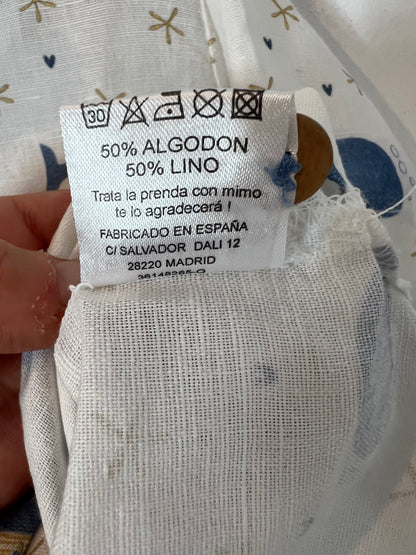 30
50% ALGODON
50% LINO
Trata la prenda con mimo
te lo agradecerá !
FABRICADO EN ESPAÑA
C/ SALVADOR DALI 12
28220 MADRID